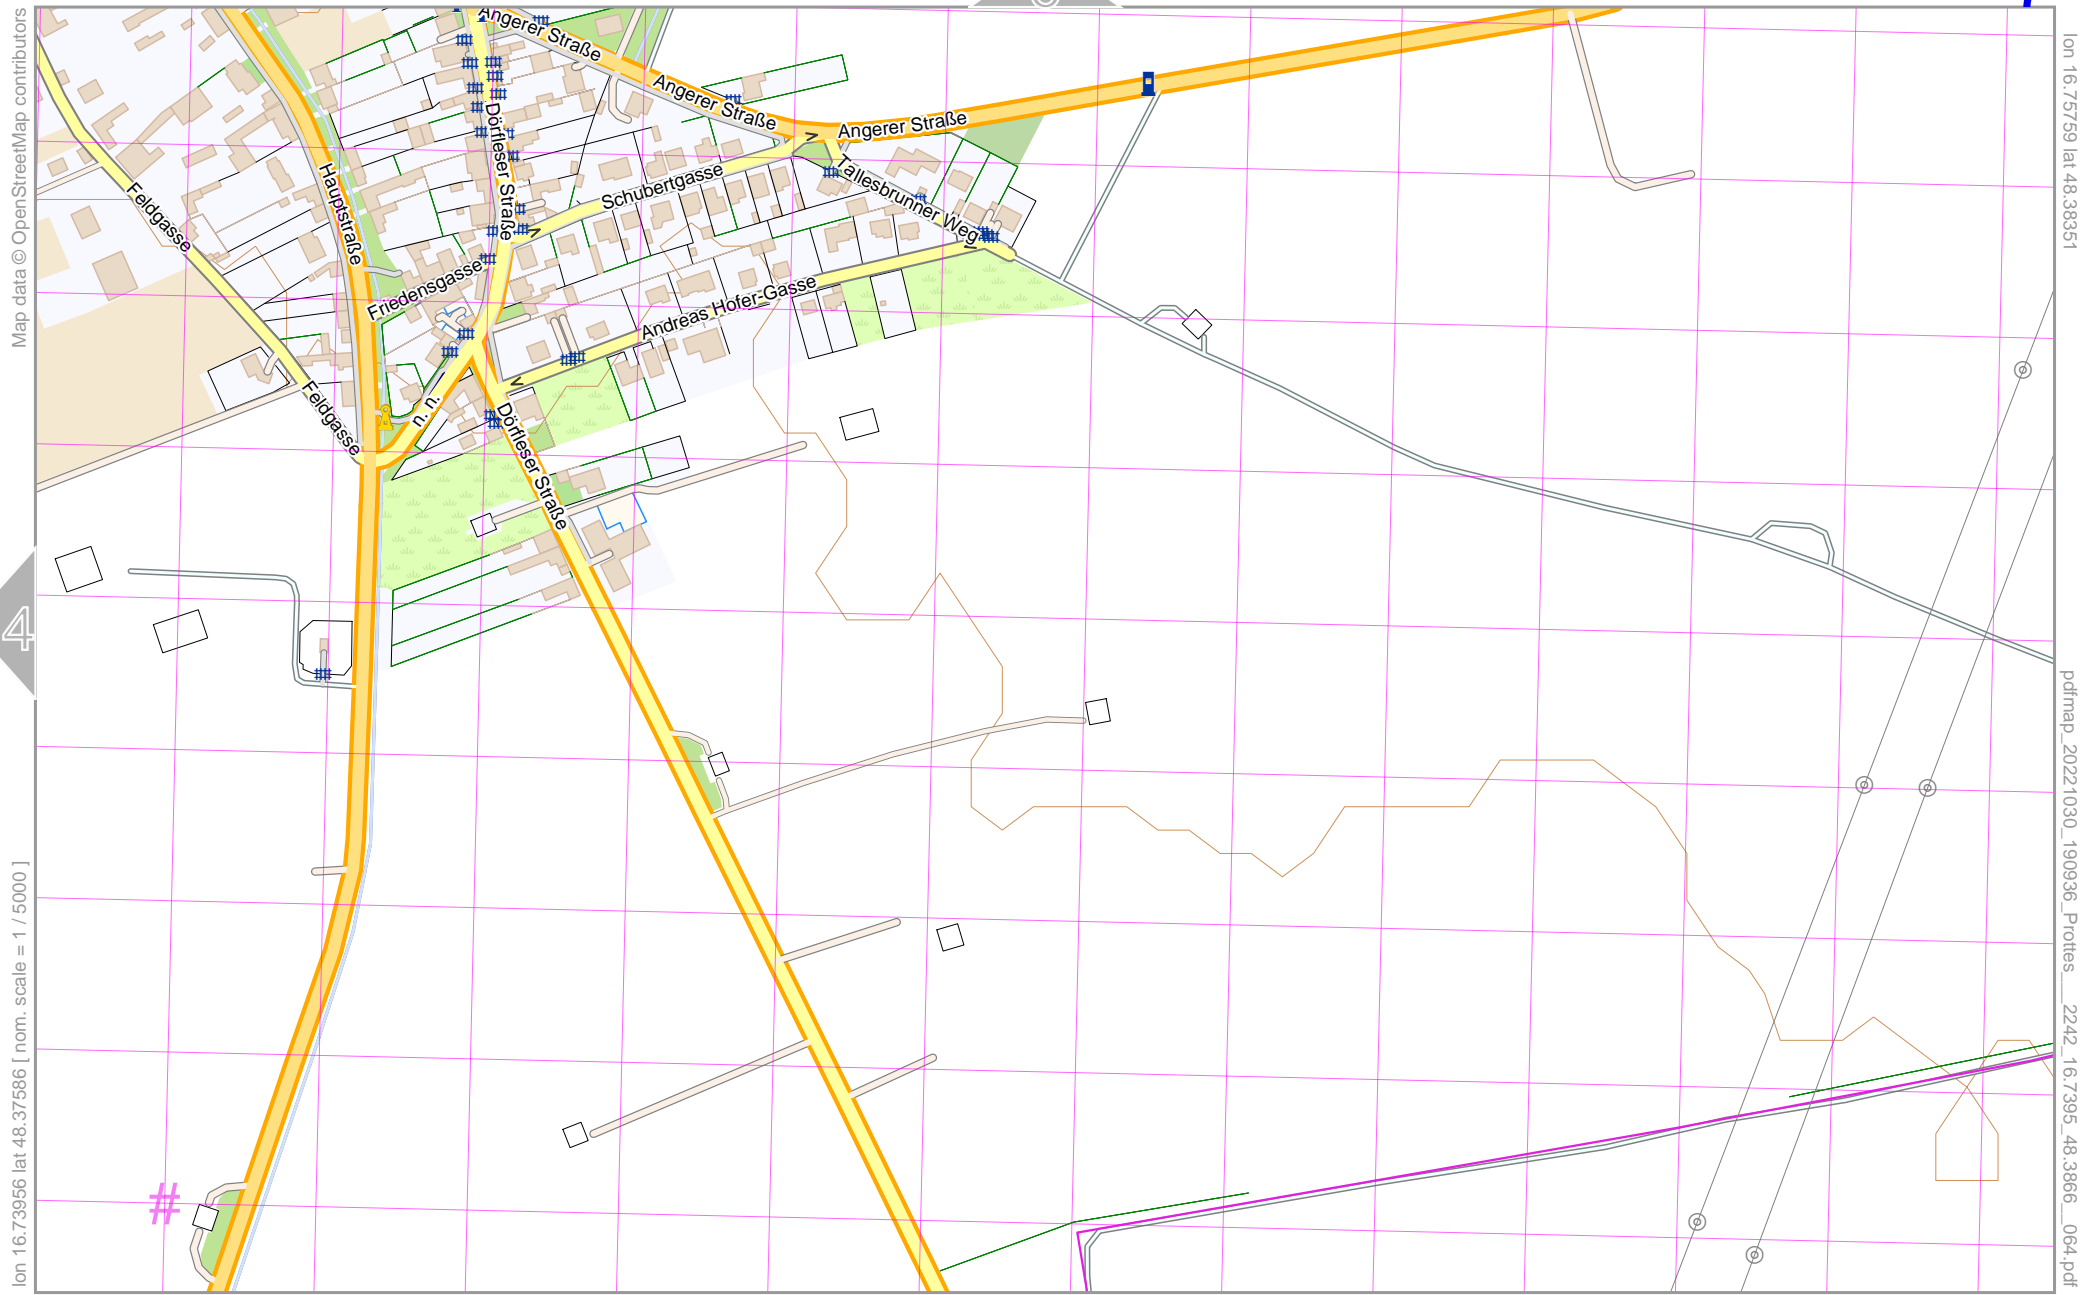 Angerer Straße
Angerer Straße
Angerer Straße
Dörfleser Straße
Schubertgasse
Tallesbrunner Weg
Hauptstraße
Feldgasse
Friedensgasse
Andreas Hofer-Gasse
Feldgasse
n. n.
Dörfleser Straße
4
#
Map data © OpenStreetMap contributors
lon 16.73956 lat 48.37586 [ nom. scale = 1 / 5000 ]
lon 16.75759 lat 48.38351
pdfmap_20221030_190936_Prottes___2242_16.7395_48.3866__064.pdf